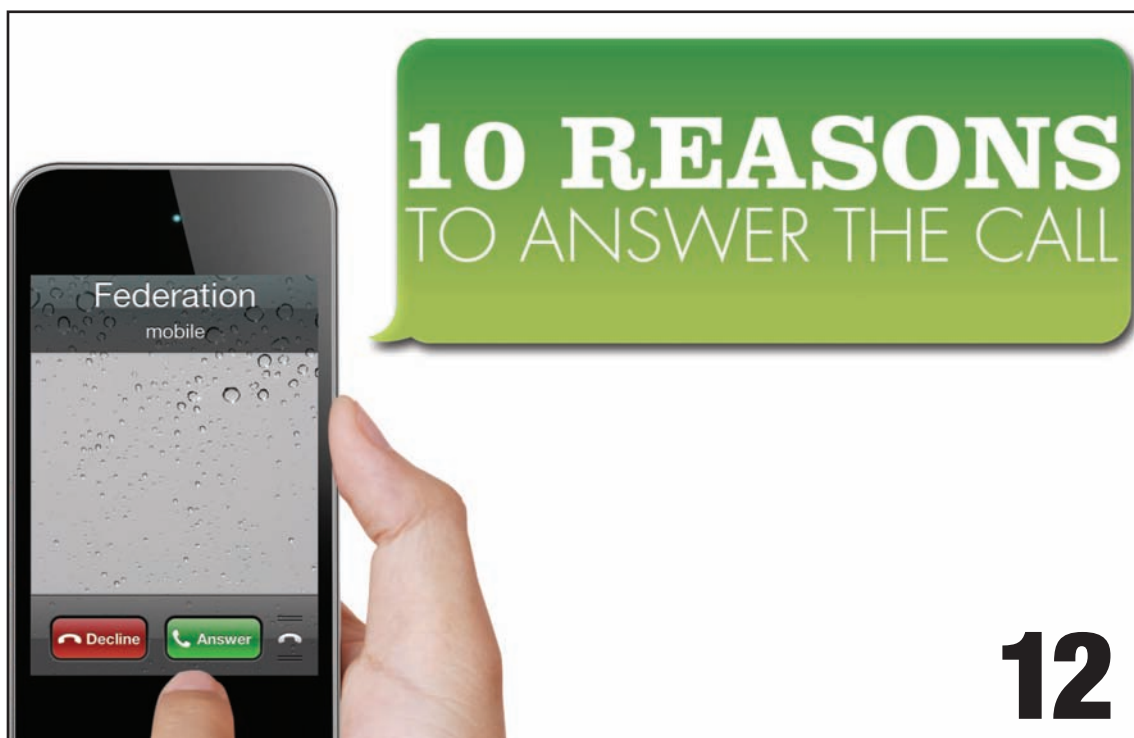 10 REASONS
TO ANSWER THE CALL
Federation
mobile
Decline
Answer
12